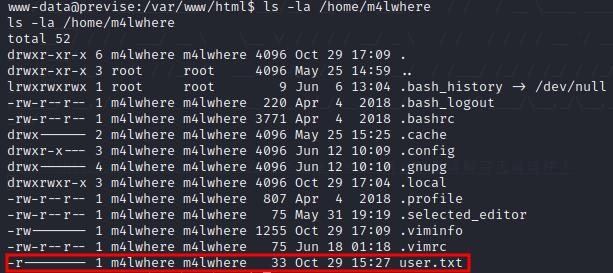 www-data@previse:/var/www/html$ ls -la /home/m4lwhere
ls -la /home/m4lwhere
total 52
drwxr-xr-x 6 m4lwhere m4lwhere 4096 Oct 29 17:09 .
drwxr-xr-x 3 root     root     4096 May 25 14:59 ..
lrwxrwxrwx 1 root     root        9 Jun  6 13:04 .bash_history -> /dev/null
-rw-r--r-- 1 m4lwhere m4lwhere  220 Apr  4  2018 .bash_logout
-rw-r--r-- 1 m4lwhere m4lwhere 3771 Apr  4  2018 .bashrc
drwx------ 2 m4lwhere m4lwhere 4096 May 25 15:25 .cache
drwxr-x--- 3 m4lwhere m4lwhere 4096 Jun 12 10:09 .config
drwx------ 4 m4lwhere m4lwhere 4096 Jun 12 10:10 .gnupg
drwxrwxr-x 3 m4lwhere m4lwhere 4096 Oct 29 17:04 .local
-rw-r--r-- 1 m4lwhere m4lwhere  807 Apr  4  2018 .profile
-rw-r--r-- 1 m4lwhere m4lwhere   75 May 31 19:19 .selected_editor
-rw------- 1 m4lwhere m4lwhere 1255 Oct 29 17:09 .viminfo
-rw-r--r-- 1 m4lwhere m4lwhere   75 Jun 18 01:18 .vimrc
-r-------- 1 m4lwhere m4lwhere   33 Oct 29 15:27 user.txt